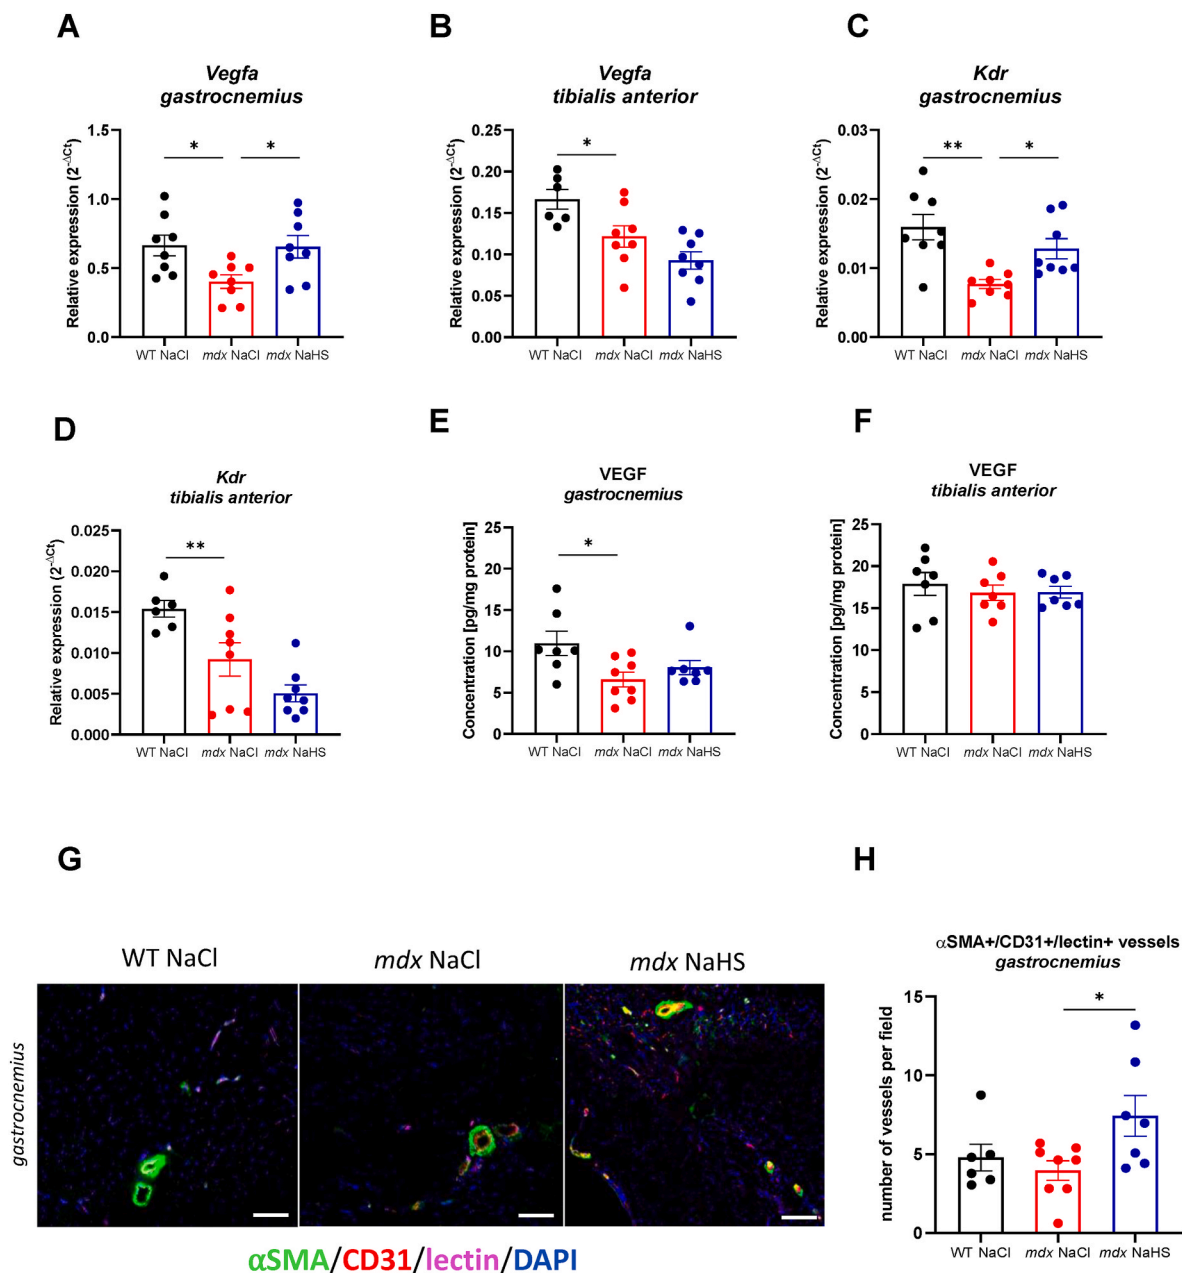 A
Vegfa
gastrocnemius
Relative expression (2-ΔCt)
1.5
1.0
0.5
0.0
*
*
WT NaCl
mdx NaCl
mdx NaHS
B
Vegfa
tibialis anterior
Relative expression (2-ΔCt)
0.25
0.20
0.15
0.10
0.05
0.00
*
WT NaCl
mdx NaCl
mdx NaHS
C
Kdr
gastrocnemius
Relative expression (2-ΔCt)
0.03
0.02
0.01
0.00
**
*
WT NaCl
mdx NaCl
mdx NaHS
D
Kdr
tibialis anterior
Relative expression (2-ΔCt)
0.025
0.020
0.015
0.010
0.005
0.000
**
WT NaCl
mdx NaCl
mdx NaHS
E
VEGF
gastrocnemius
Concentration [pg/mg protein]
25
20
15
10
5
0
*
WT NaCl
mdx NaCl
mdx NaHS
F
VEGF
tibialis anterior
Concentration [pg/mg protein]
25
20
15
10
5
0
WT NaCl
mdx NaCl
mdx NaHS
G
WT NaCl
mdx NaCl
mdx NaHS
gastrocnemius
αSMA/CD31/lectin/DAPI
H
αSMA+/CD31+/lectin+ vessels
gastrocnemius
number of vessels per field
15
10
5
0
*
WT NaCl
mdx NaCl
mdx NaHS